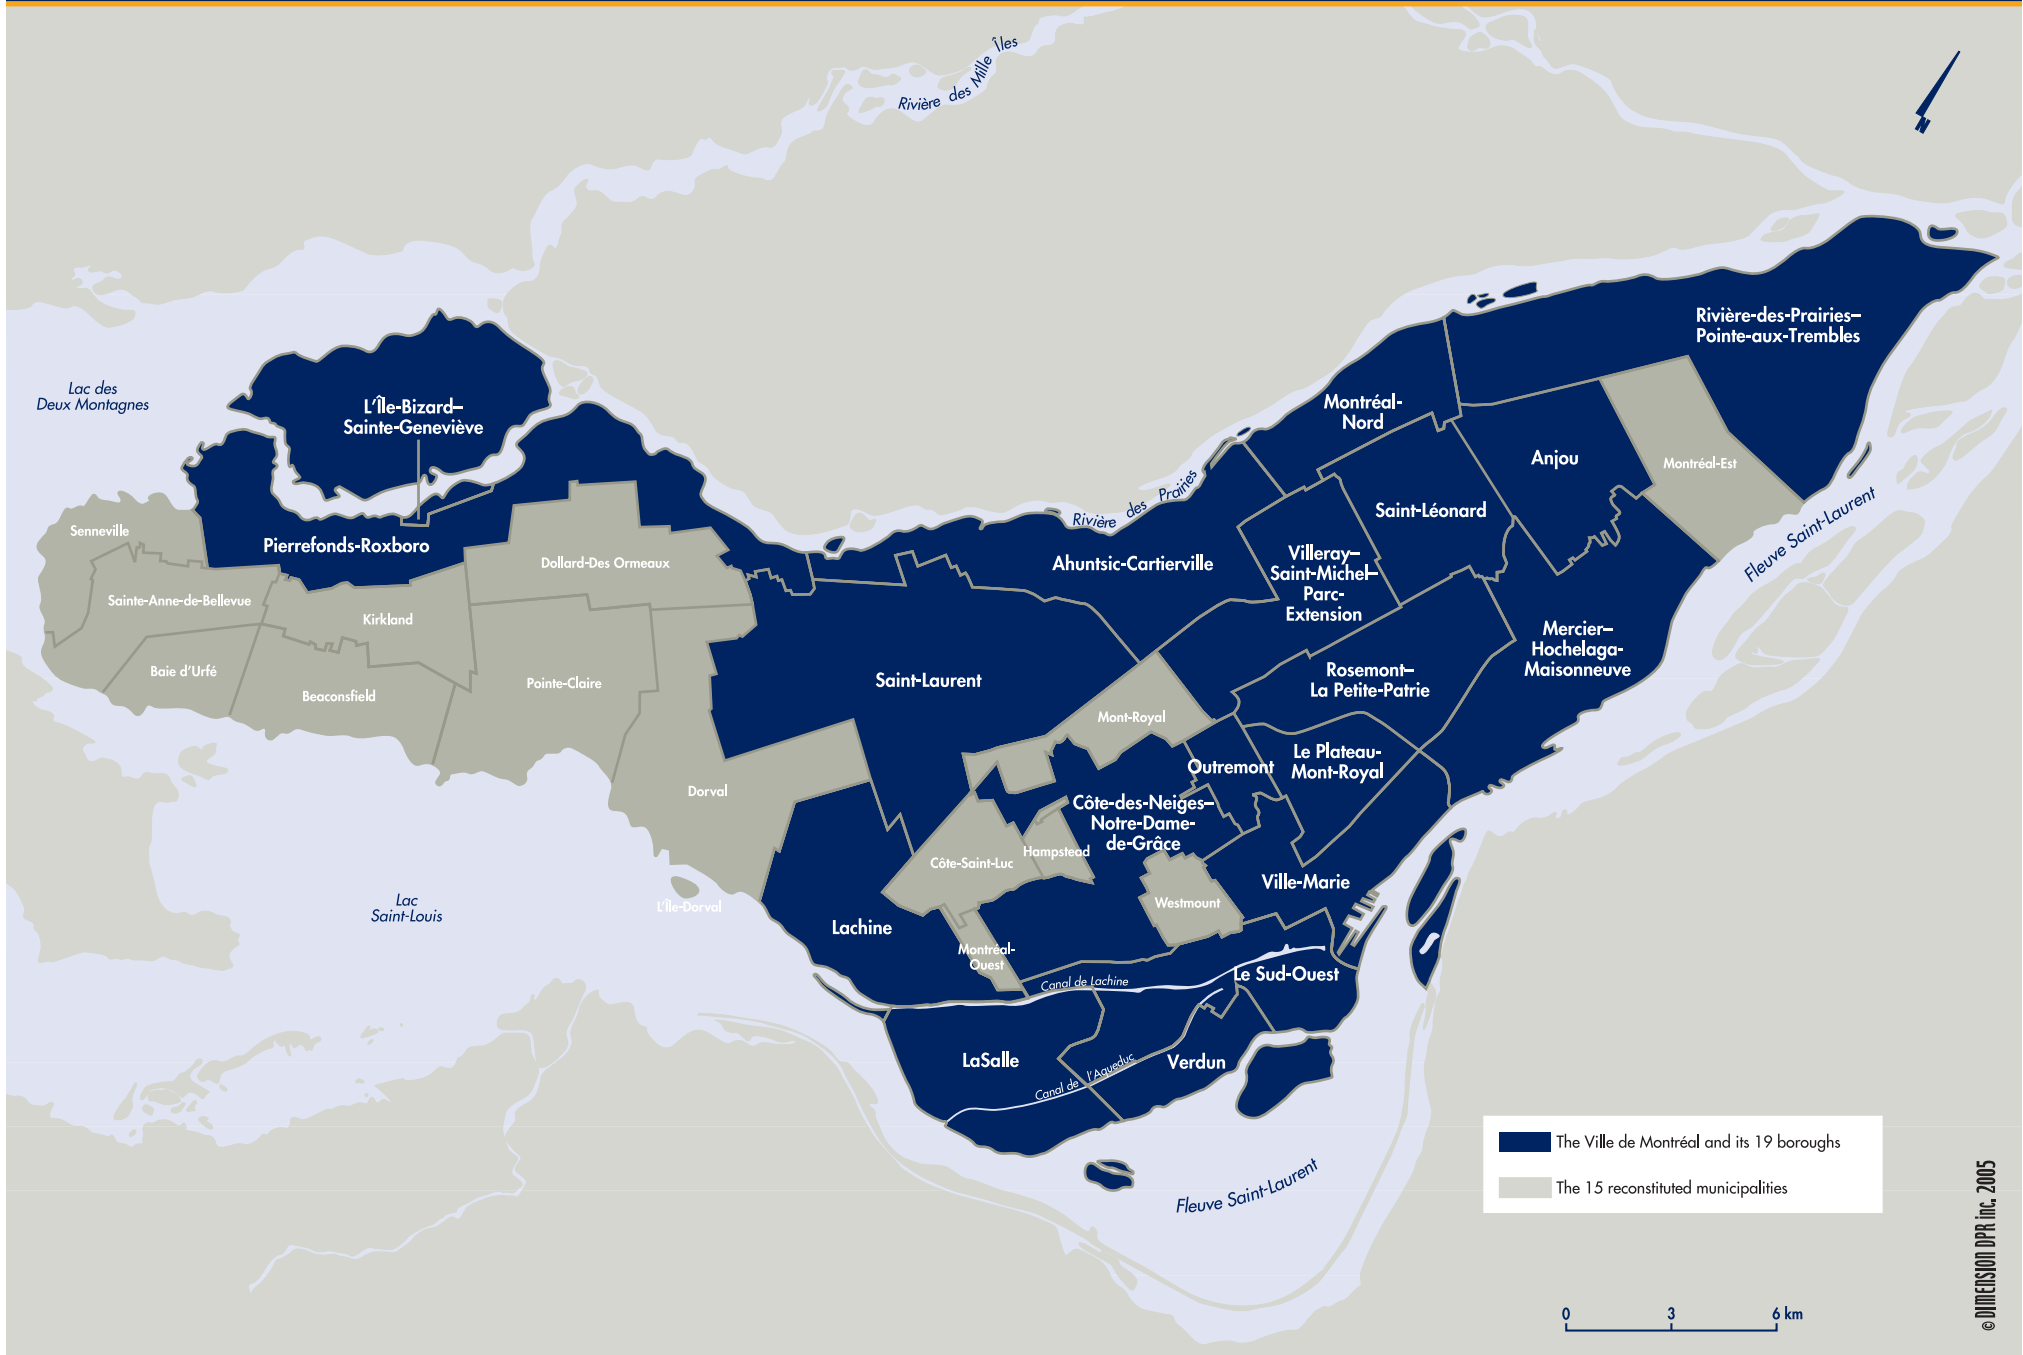 Rivière des Mille Îles
N
Rivière-des-Prairies–
Pointe-aux-Trembles
Lac des
Deux Montagnes
L'Île-Bizard–
Sainte-Geneviève
Montréal-
Nord
Anjou
Montréal-Est
Rivière des Prairies
Saint-Léonard
Fleuve Saint-Laurent
Senneville
Pierrefonds-Roxboro
Dollard-Des Ormeaux
Ahuntsic-Cartierville
Villeray–
Saint-Michel–
Parc-
Extension
Sainte-Anne-de-Bellevue
Kirkland
Mercier–
Hochelaga-
Maisonneuve
Baie d'Urfé
Beaconsfield
Pointe-Claire
Saint-Laurent
Rosemont–
La Petite-Patrie
Mont-Royal
Outremont
Le Plateau-
Mont-Royal
Dorval
Côte-des-Neiges–
Notre-Dame-
de-Grâce
Côte-Saint-Luc
Hampstead
Ville-Marie
Westmount
Lac
Saint-Louis
L'Île-Dorval
Lachine
Montréal-
Ouest
Canal de Lachine
Le Sud-Ouest
LaSalle
Canal de l'Aqueduc
Verdun
Fleuve Saint-Laurent
The Ville de Montréal and its 19 boroughs
The 15 reconstituted municipalities
0 3 6 km
© DIMENSION DPR inc. 2005